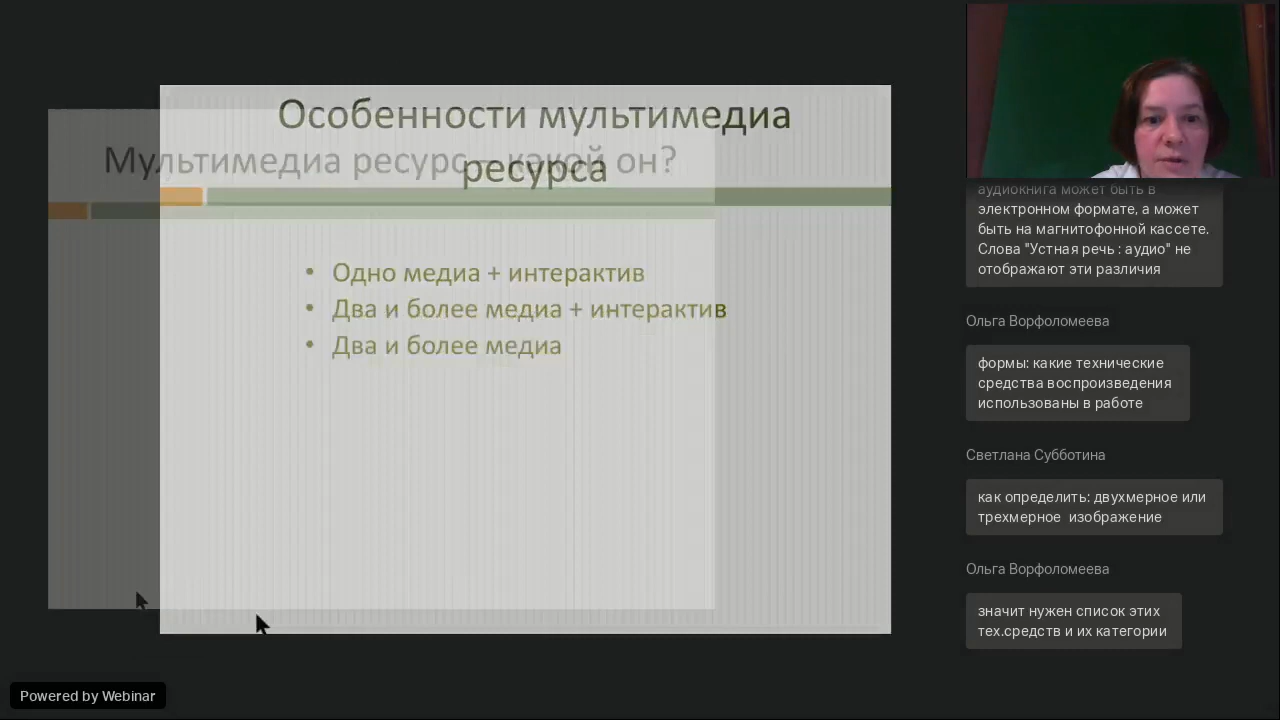 Особенности мультимедиа
ресурса
Мультимедиа ресурс – какой он?
• Одно медиа + интерактив
• Два и более медиа + интерактив
• Два и более медиа
аудиокнига может быть в
электронном формате, а может
быть на магнитофонной кассете.
Слова "Устная речь : аудио" не
отображают эти различия
Ольга Ворфоломеева
формы: какие технические
средства воспроизведения
использованы в работе
Светлана Субботина
как определить: двухмерное или
трехмерное изображение
Ольга Ворфоломеева
значит нужен список этих
тех.средств и их категории
Powered by Webinar